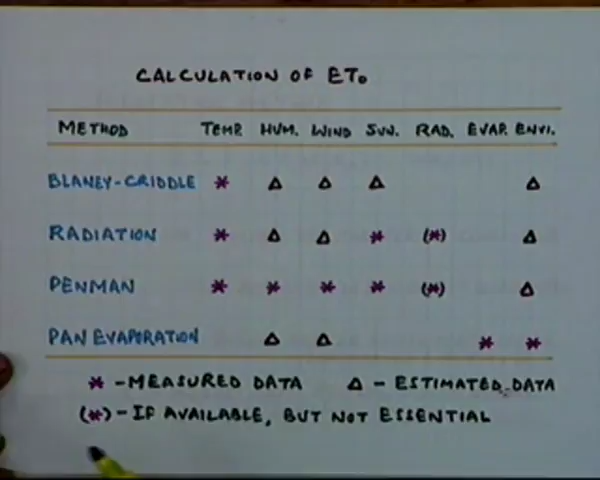 CALCULATION OF ETo
METHOD TEMP. HUM. WIND SUN. RAD. EVAP. ENVI.
BLANEY-CRIDDLE * Δ Δ Δ Δ
RADIATION * Δ Δ * (*) Δ
PENMAN * * * * (*) Δ
PAN EVAPORATION Δ Δ * *
* - MEASURED DATA Δ - ESTIMATED DATA
(*) - IF AVAILABLE, BUT NOT ESSENTIAL